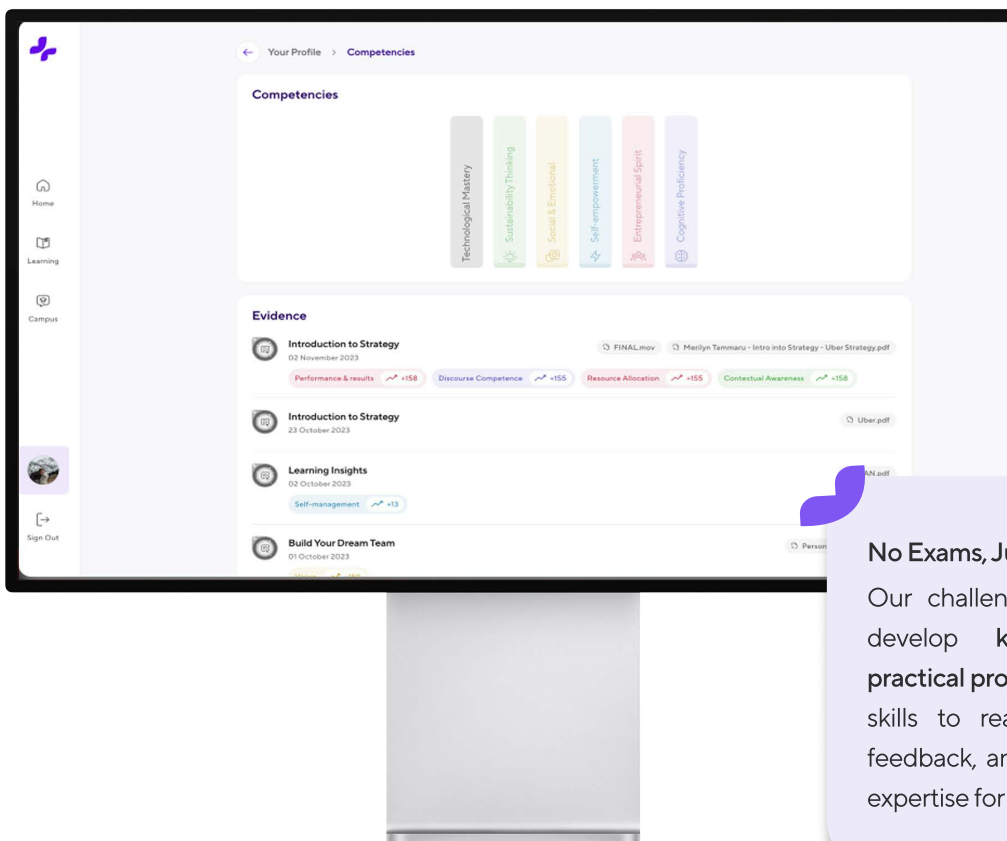 Your Profile > Competencies
Competencies
Technological Mastery
Sustainability Thinking
Social & Emotional
Self-empowerment
Entrepreneurial Spirit
Cognitive Proficiency
Home
Learning
Campus
Sign Out
Evidence
Introduction to Strategy
02 November 2023
FINAL.mov
Merilyn Tammaru - Intro into Strategy - Uber Strategy.pdf
Performance & results +158
Discourse Competence +155
Resource Allocation +155
Contextual Awareness +158
Introduction to Strategy
23 October 2023
Uber.pdf
Learning Insights
02 October 2023
AN.pdf
Self-management +13
Build Your Dream Team
01 October 2023
Person
No Exams, Ju
Our challen
develop k
practical pro
skills to rea
feedback, an
expertise for